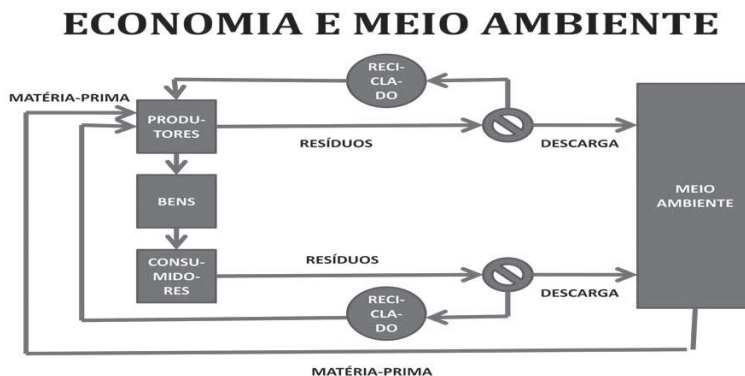 ECONOMIA E MEIO AMBIENTE
RECI-
CLA-
DO
MATÉRIA-PRIMA
PRODU-
TORES
RESÍDUOS
DESCARGA
MEIO
AMBIENTE
BENS
CONSU-
MIDO-
RES
RESÍDUOS
DESCARGA
RECI-
CLA-
DO
MATÉRIA-PRIMA